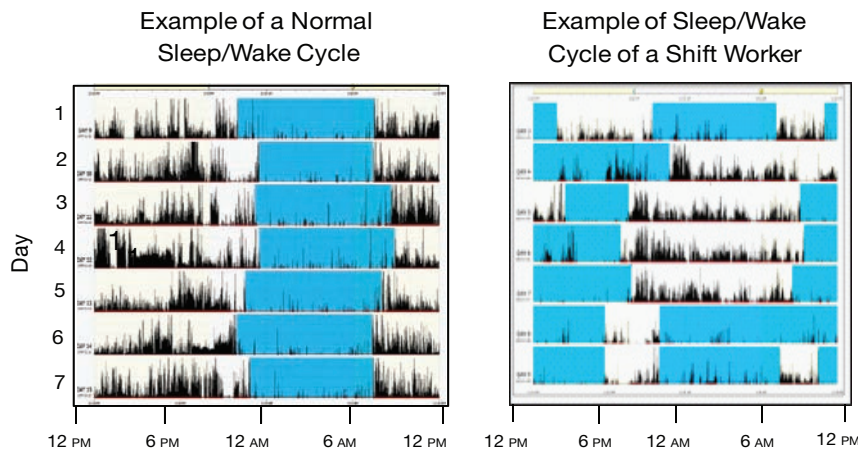 Example of a Normal
Sleep/Wake Cycle
Example of Sleep/Wake
Cycle of a Shift Worker
Day
1
2
3
4
5
6
7
1
1
12 PM
6 PM
12 AM
6 AM
12 PM
12 PM
6 PM
12 AM
6 AM
12 PM